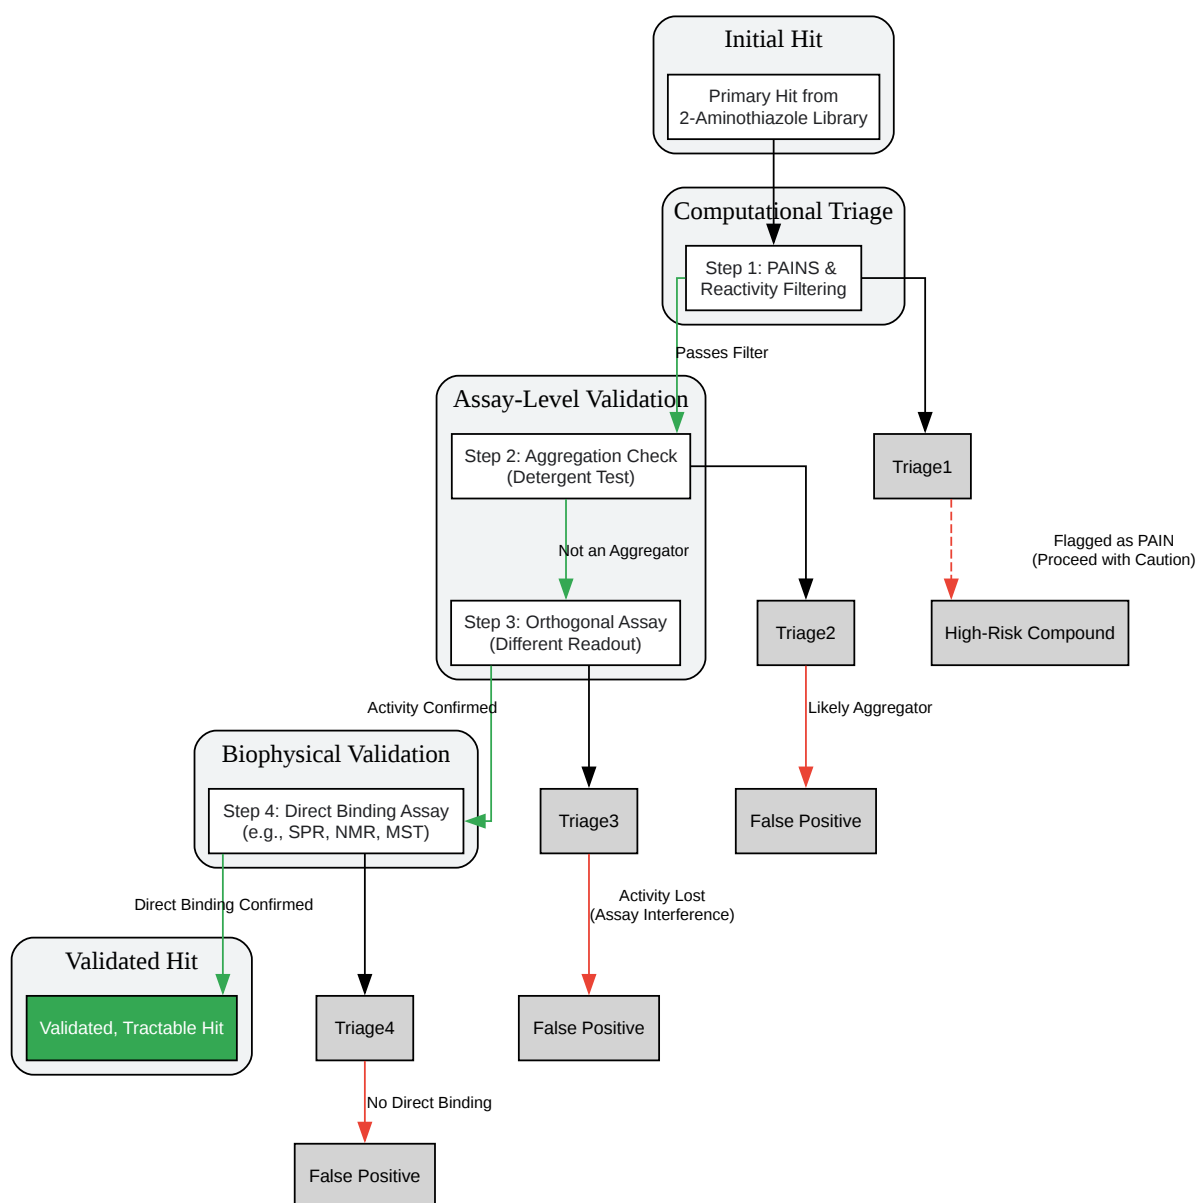 Initial Hit
Primary Hit from
2-Aminothiazole Library
Computational Triage
Step 1: PAINS &
Reactivity Filtering
Passes Filter
Assay-Level Validation
Step 2: Aggregation Check
(Detergent Test)
Triage1
Not an Aggregator
Flagged as PAIN
(Proceed with Caution)
Step 3: Orthogonal Assay
(Different Readout)
Triage2
High-Risk Compound
Activity Confirmed
Likely Aggregator
Biophysical Validation
Step 4: Direct Binding Assay
(e.g., SPR, NMR, MST)
Triage3
False Positive
Direct Binding Confirmed
Activity Lost
(Assay Interference)
Validated Hit
Validated, Tractable Hit
Triage4
False Positive
No Direct Binding
False Positive